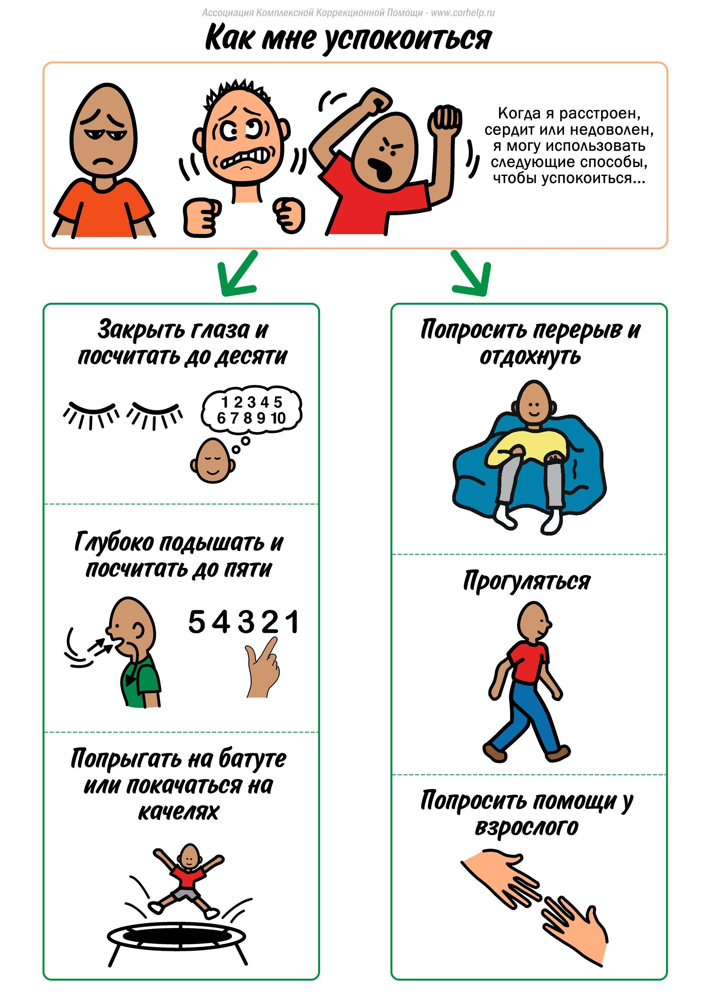 Ассоциация Комплексной Коррекционной Помощи - www.corhelp.ru
Как мне успокоиться
Когда я расстроен,
сердит или недоволен,
я могу использовать
следующие способы,
чтобы успокоиться...
Закрыть глаза и
посчитать до десяти
1 2 3 4 5
6 7 8 9 10
Глубоко подышать и
посчитать до пяти
5 4 3 2 1
Попрыгать на батуте
или покачаться на
качелях
Попросить перерыв и
отдохнуть
Прогуляться
Попросить помощи у
взрослого